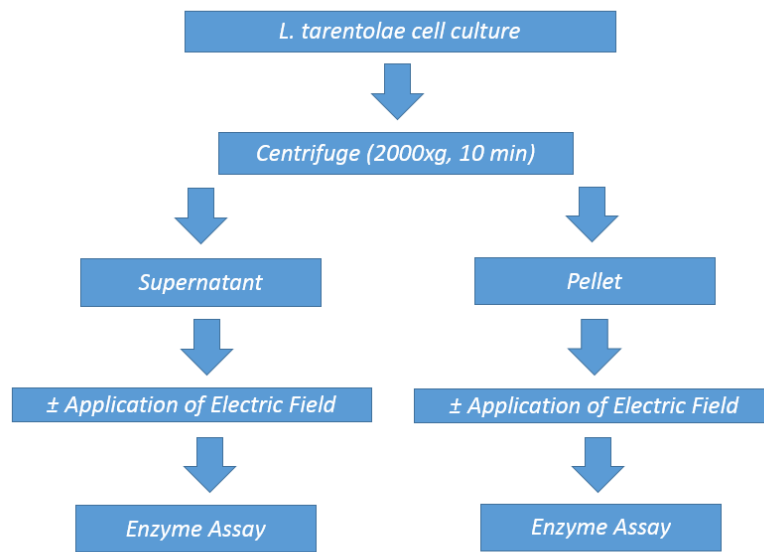 L. tarentolae cell culture
Centrifuge (2000xg, 10 min)
Supernatant
Pellet
± Application of Electric Field
± Application of Electric Field
Enzyme Assay
Enzyme Assay